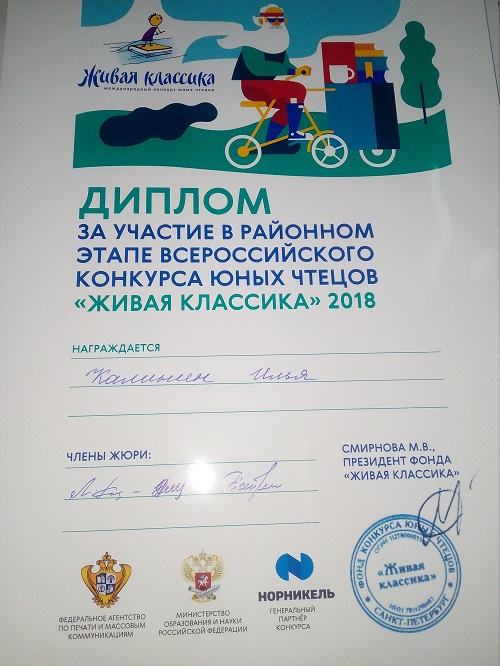 Живая классика
международный конкурс юных чтецов
ДИПЛОМ
ЗА УЧАСТИЕ В РАЙОННОМ
ЭТАПЕ ВСЕРОССИЙСКОГО
КОНКУРСА ЮНЫХ ЧТЕЦОВ
«ЖИВАЯ КЛАССИКА» 2018
НАГРАЖДАЕТСЯ
Калинин Илья
ЧЛЕНЫ ЖЮРИ:
СМИРНОВА М.В.,
ПРЕЗИДЕНТ ФОНДА
«ЖИВАЯ КЛАССИКА»
ФОНД КОНКУРСА ЮНЫХ ЧТЕЦОВ
ОГРН
«Живая
классика»
ИНН
САНКТ-ПЕТЕРБУРГ
ФЕДЕРАЛЬНОЕ АГЕНТСТВО
ПО ПЕЧАТИ И МАССОВЫМ
КОММУНИКАЦИЯМ
МИНИСТЕРСТВО
ОБРАЗОВАНИЯ И НАУКИ
РОССИЙСКОЙ ФЕДЕРАЦИИ
НОРНИКЕЛЬ
ГЕНЕРАЛЬНЫЙ
ПАРТНЁР
КОНКУРСА